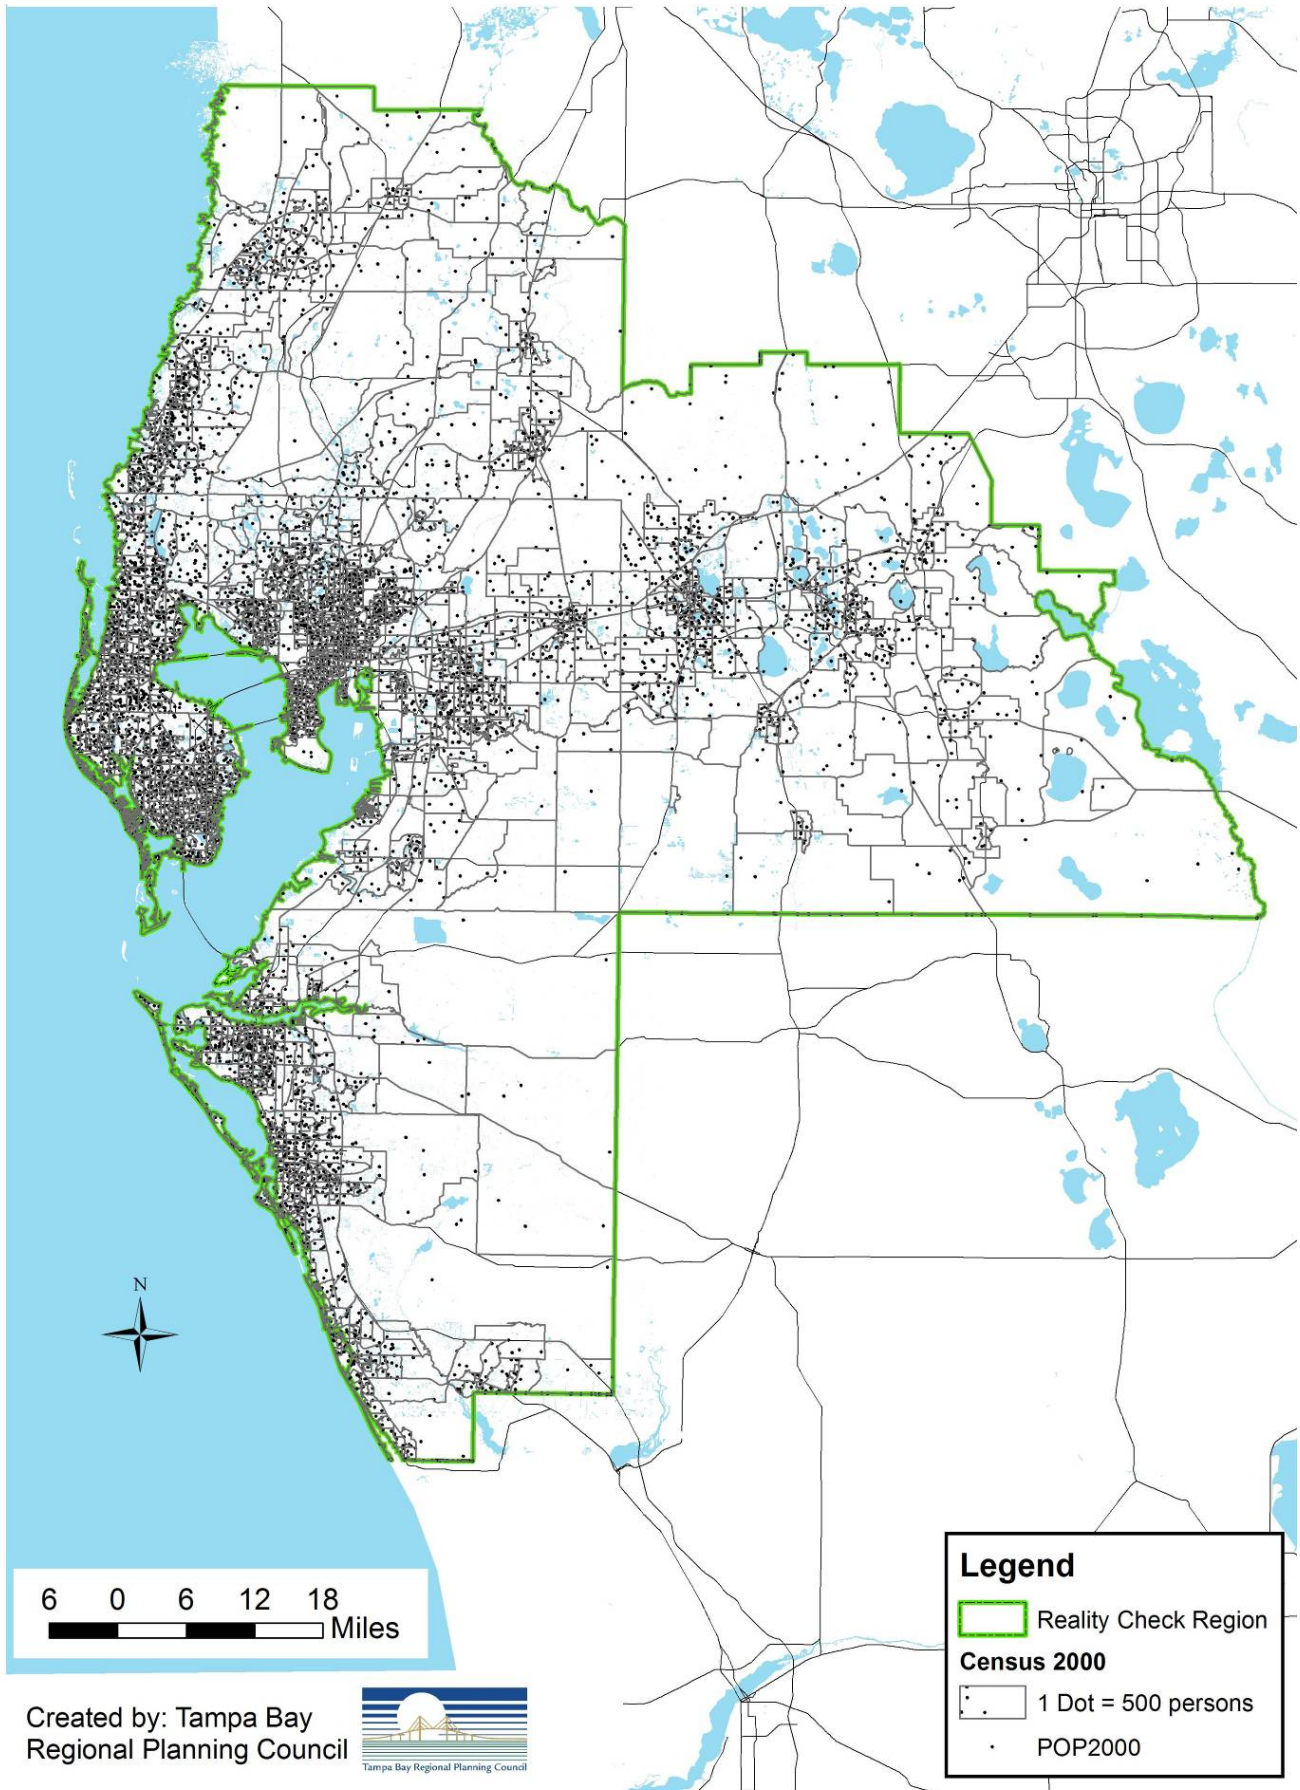 N
6 0 6 12 18
Miles
Created by: Tampa Bay
Regional Planning Council
Tampa Bay Regional Planning Council
Legend
Reality Check Region
Census 2000
1 Dot = 500 persons
POP2000